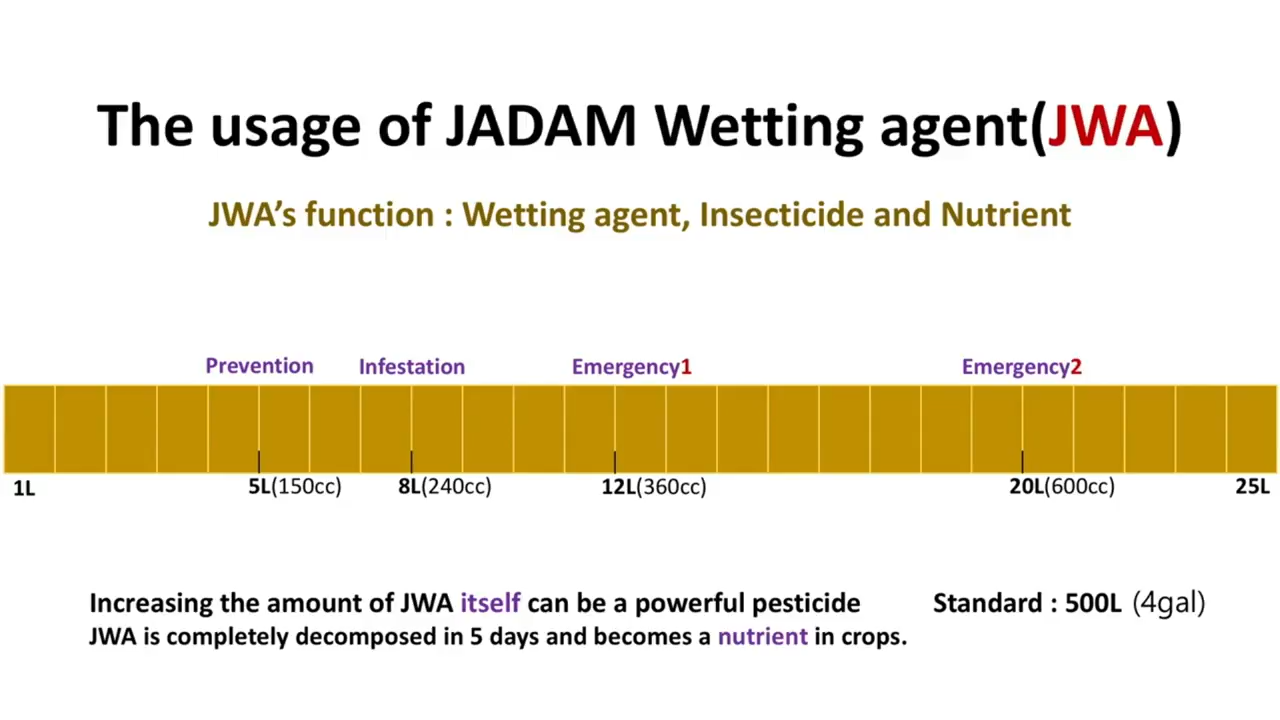 The usage of JADAM Wetting agent(JWA)
JWA’s function : Wetting agent, Insecticide and Nutrient
Prevention Infestation Emergency1 Emergency2
1L 5L(150cc) 8L(240cc) 12L(360cc) 20L(600cc) 25L
Increasing the amount of JWA itself can be a powerful pesticide Standard : 500L (4gal)
JWA is completely decomposed in 5 days and becomes a nutrient in crops.